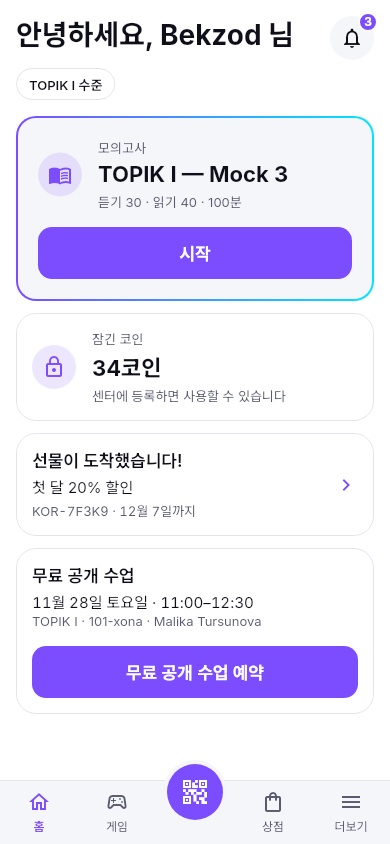 안녕하세요, Bekzod 님
3
TOPIK I 수준
모의고사
TOPIK I — Mock 3
듣기 30 · 읽기 40 · 100분
시작
잠긴 코인
34코인
센터에 등록하면 사용할 수 있습니다
선물이 도착했습니다!
첫 달 20% 할인
KOR-7F3K9 · 12월 7일까지
무료 공개 수업
11월 28일 토요일 · 11:00–12:30
TOPIK I · 101-xona · Malika Tursunova
무료 공개 수업 예약
홈
게임
상점
더보기